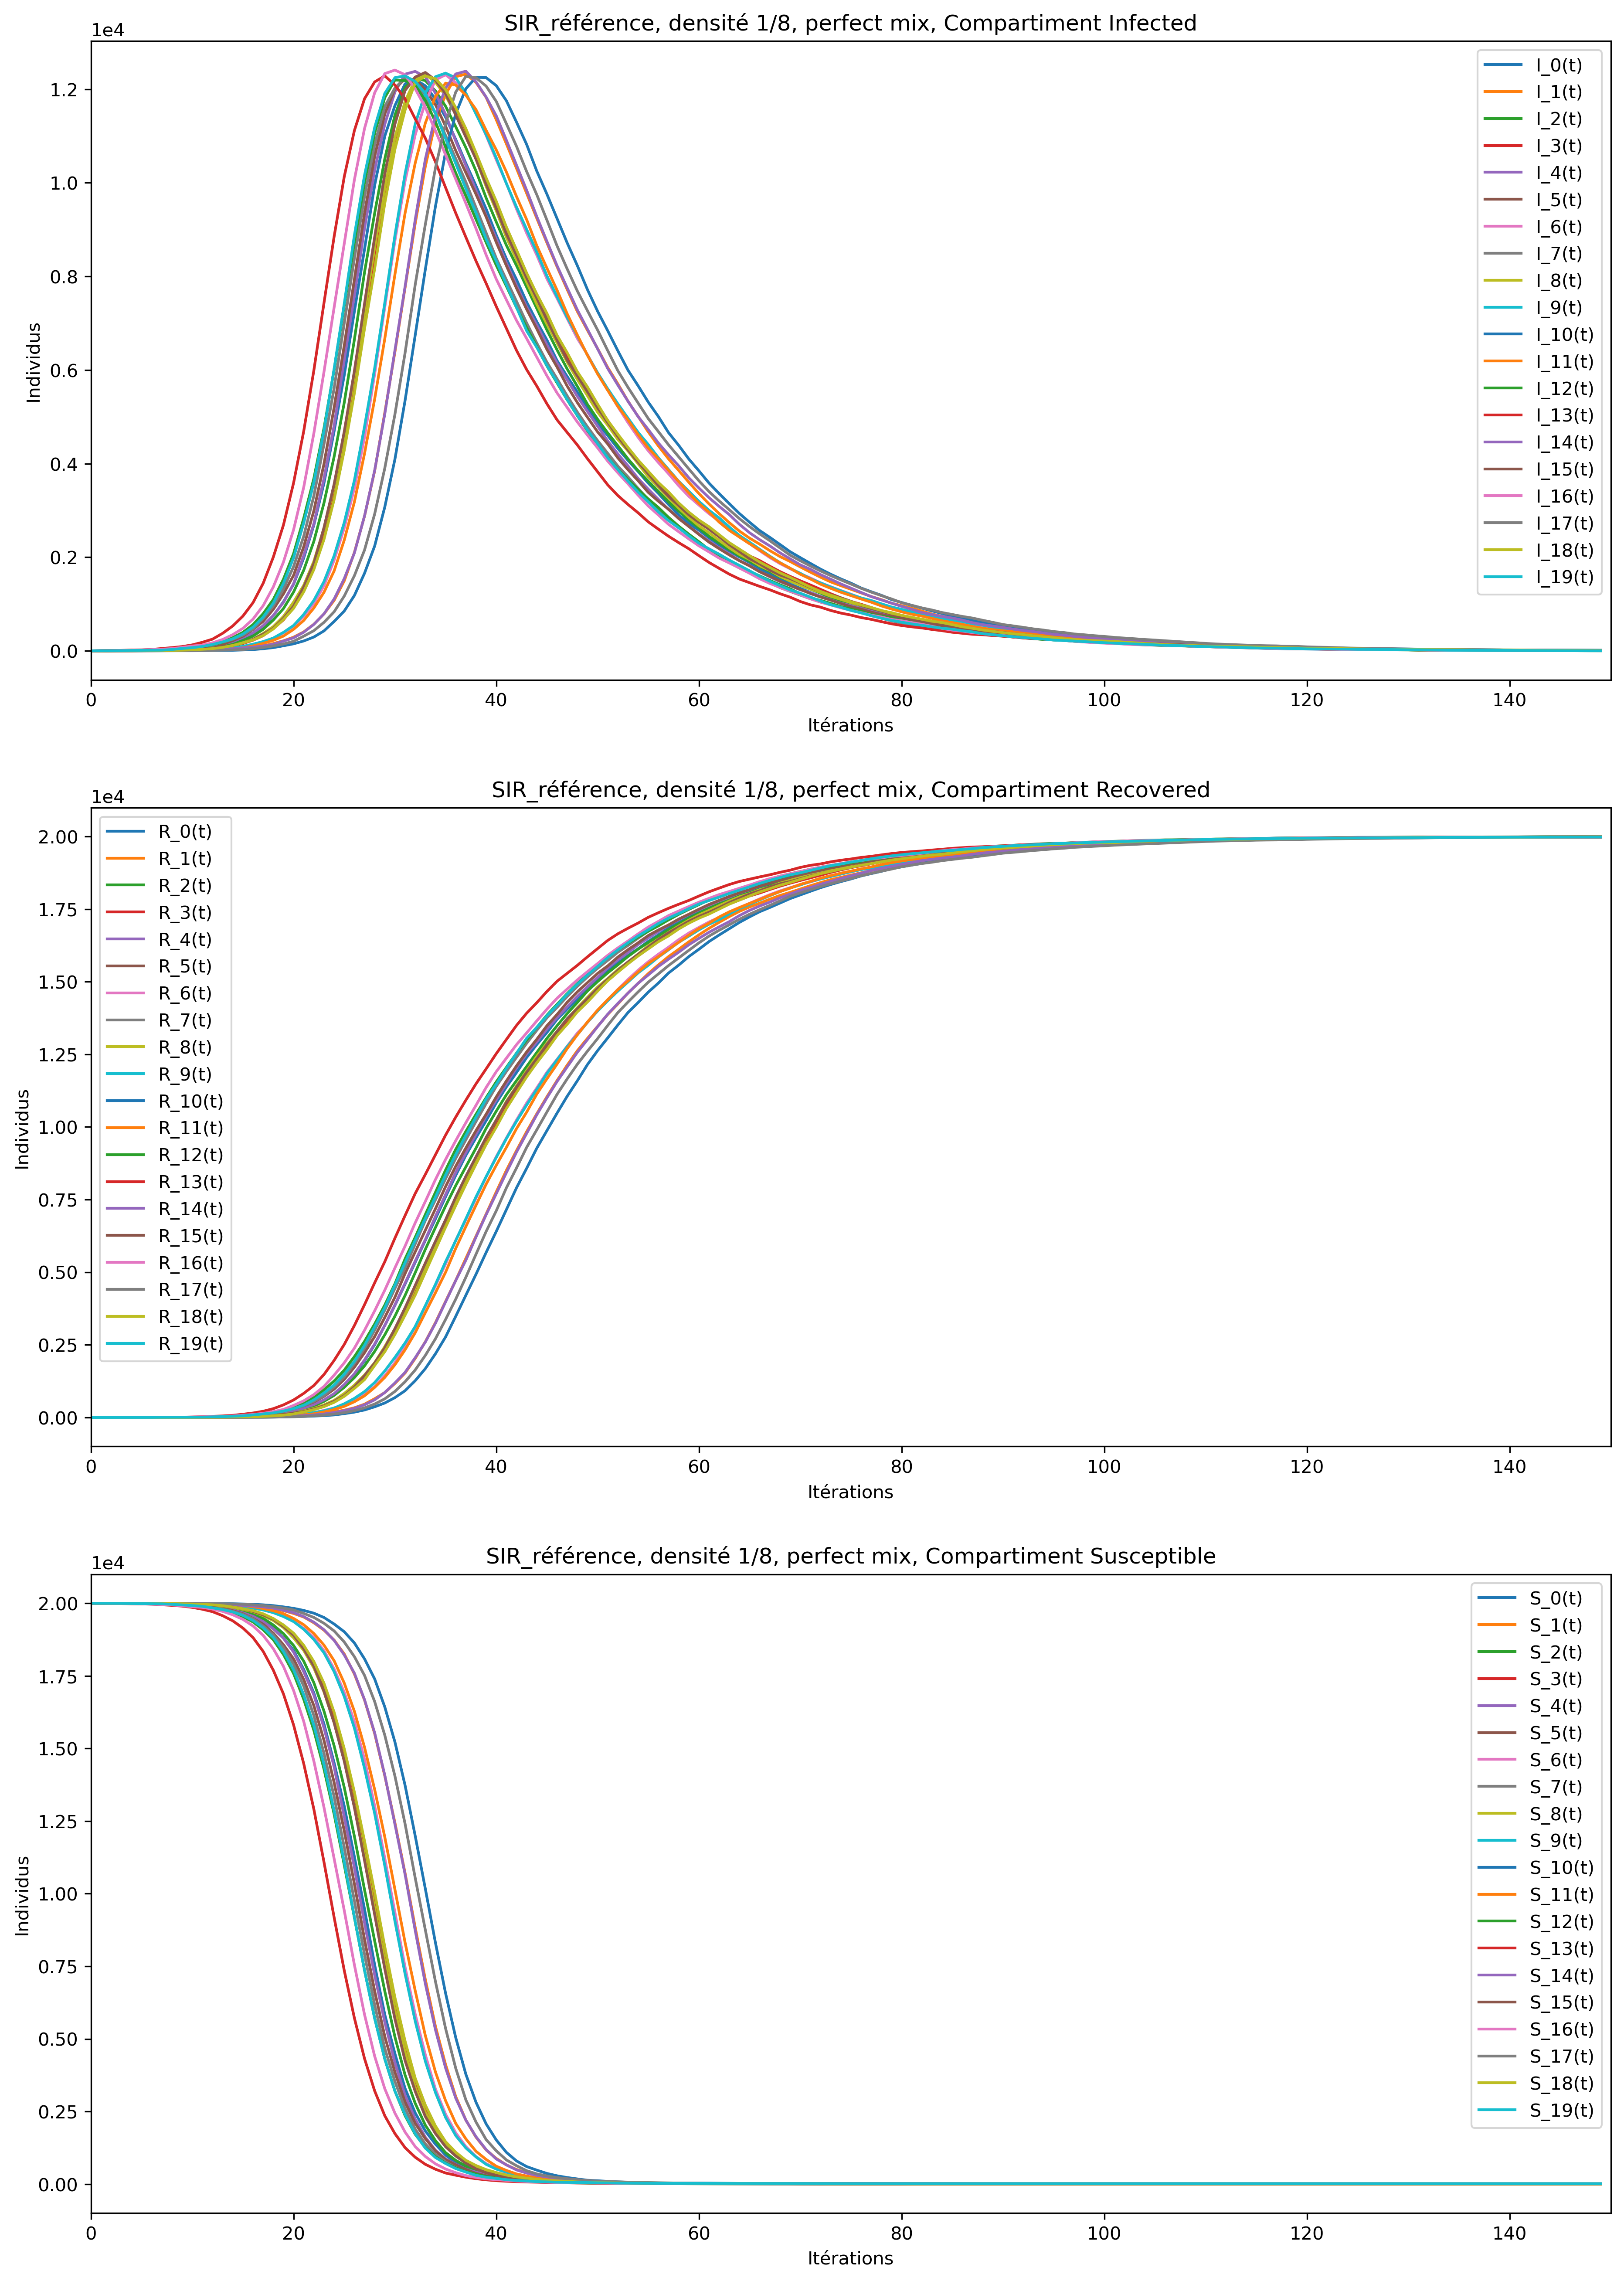 SIR_référence, densité 1/8, perfect mix, Compartiment Infected
1e4
1.2
1.0
0.8
0.6
0.4
0.2
0.0
Individus
0 20 40 60 80 100 120 140
Itérations
I_0(t)
I_1(t)
I_2(t)
I_3(t)
I_4(t)
I_5(t)
I_6(t)
I_7(t)
I_8(t)
I_9(t)
I_10(t)
I_11(t)
I_12(t)
I_13(t)
I_14(t)
I_15(t)
I_16(t)
I_17(t)
I_18(t)
I_19(t)
SIR_référence, densité 1/8, perfect mix, Compartiment Recovered
1e4
2.00
1.75
1.50
1.25
1.00
0.75
0.50
0.25
0.00
Individus
0 20 40 60 80 100 120 140
Itérations
R_0(t)
R_1(t)
R_2(t)
R_3(t)
R_4(t)
R_5(t)
R_6(t)
R_7(t)
R_8(t)
R_9(t)
R_10(t)
R_11(t)
R_12(t)
R_13(t)
R_14(t)
R_15(t)
R_16(t)
R_17(t)
R_18(t)
R_19(t)
SIR_référence, densité 1/8, perfect mix, Compartiment Susceptible
1e4
2.00
1.75
1.50
1.25
1.00
0.75
0.50
0.25
0.00
Individus
0 20 40 60 80 100 120 140
Itérations
S_0(t)
S_1(t)
S_2(t)
S_3(t)
S_4(t)
S_5(t)
S_6(t)
S_7(t)
S_8(t)
S_9(t)
S_10(t)
S_11(t)
S_12(t)
S_13(t)
S_14(t)
S_15(t)
S_16(t)
S_17(t)
S_18(t)
S_19(t)